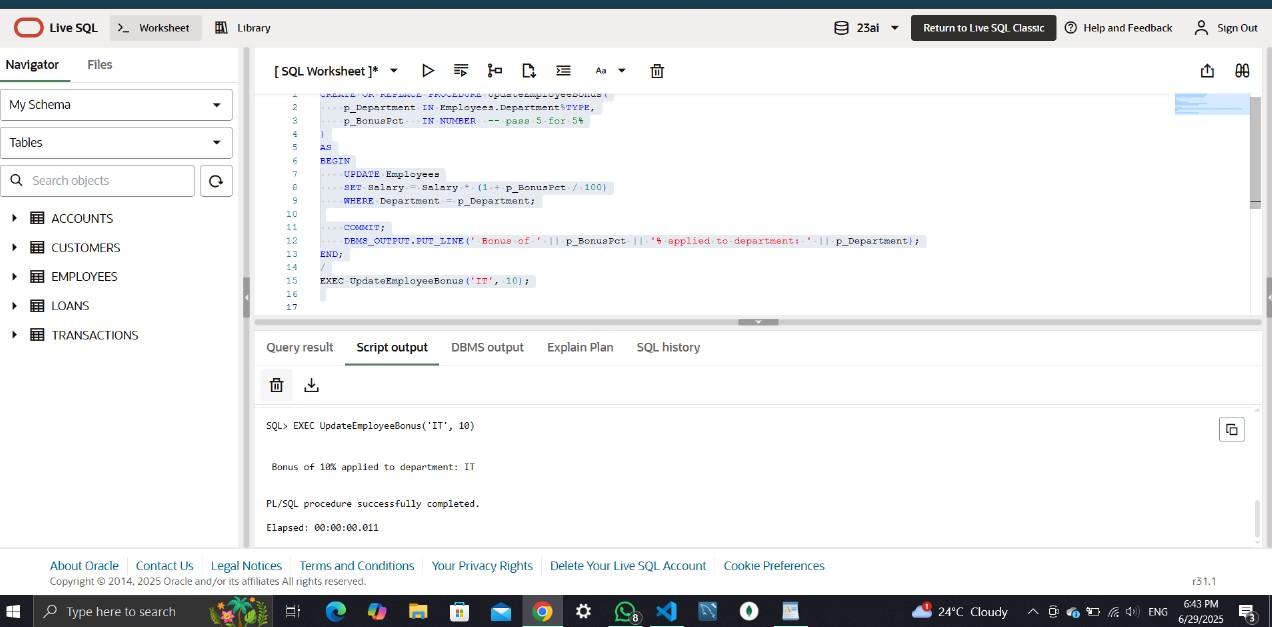 Live SQL
Worksheet
Library
23ai
Return to Live SQL Classic
Help and Feedback
Sign Out
Navigator
Files
My Schema
Tables
Search objects
ACCOUNTS
CUSTOMERS
EMPLOYEES
LOANS
TRANSACTIONS
[ SQL Worksheet ]*
Aa
1 CREATE OR REPLACE PROCEDURE UpdateEmployeeBonus(
2 ····p_Department IN Employees.Department%TYPE,
3 ····p_BonusPct ··IN NUMBER ·-- pass 5 for 5%
4 )
5 AS
6 BEGIN
7 ····UPDATE Employees
8 ····SET Salary = Salary * (1 + p_BonusPct / 100)
9 ····WHERE Department = p_Department;
10
11 ····COMMIT;
12 ····DBMS_OUTPUT.PUT_LINE(' Bonus of ' || p_BonusPct || '% applied to department: ' || p_Department);
13 END;
14 /
15 EXEC UpdateEmployeeBonus('IT', 10);
16
17
Query result
Script output
DBMS output
Explain Plan
SQL history
SQL> EXEC UpdateEmployeeBonus('IT', 10)
Bonus of 10% applied to department: IT
PL/SQL procedure successfully completed.
Elapsed: 00:00:00.011
About Oracle
Contact Us
Legal Notices
Terms and Conditions
Your Privacy Rights
Delete Your Live SQL Account
Cookie Preferences
Copyright © 2014, 2025 Oracle and/or its affiliates All rights reserved.
r31.1
Type here to search
8
1
24°C Cloudy
ENG
6:43 PM
6/29/2025
3